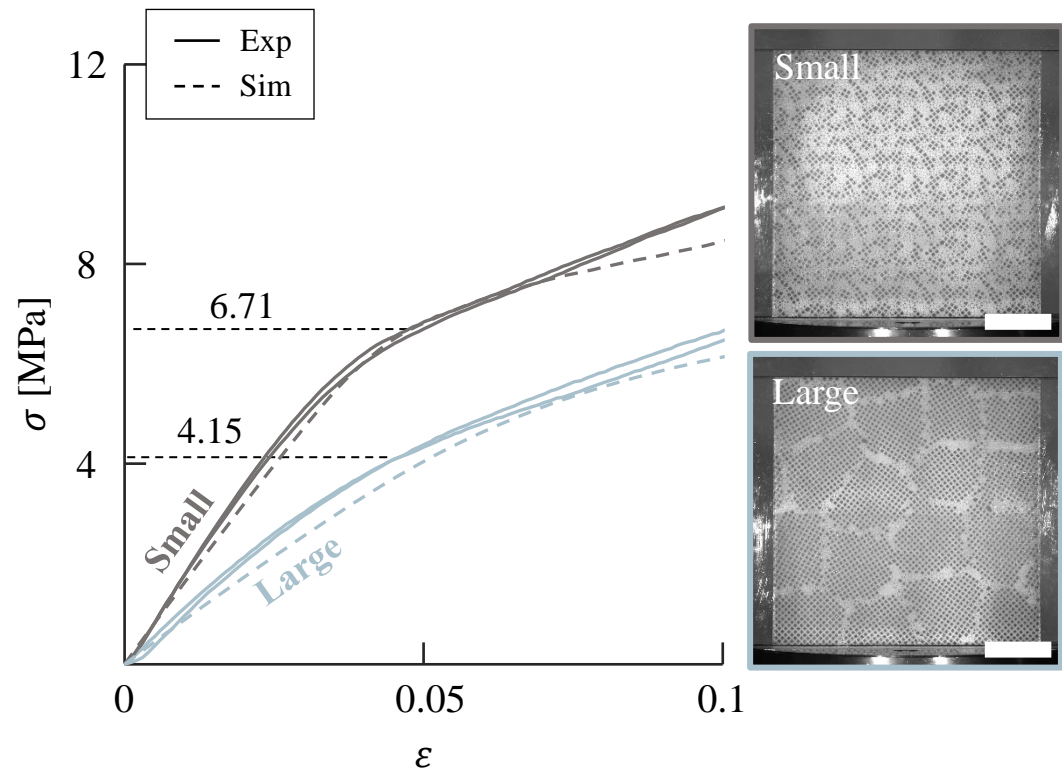 Exp
Sim
12
8
4
σ [MPa]
6.71
4.15
Small
Large
0
0.05
0.1
ε
Small
Large